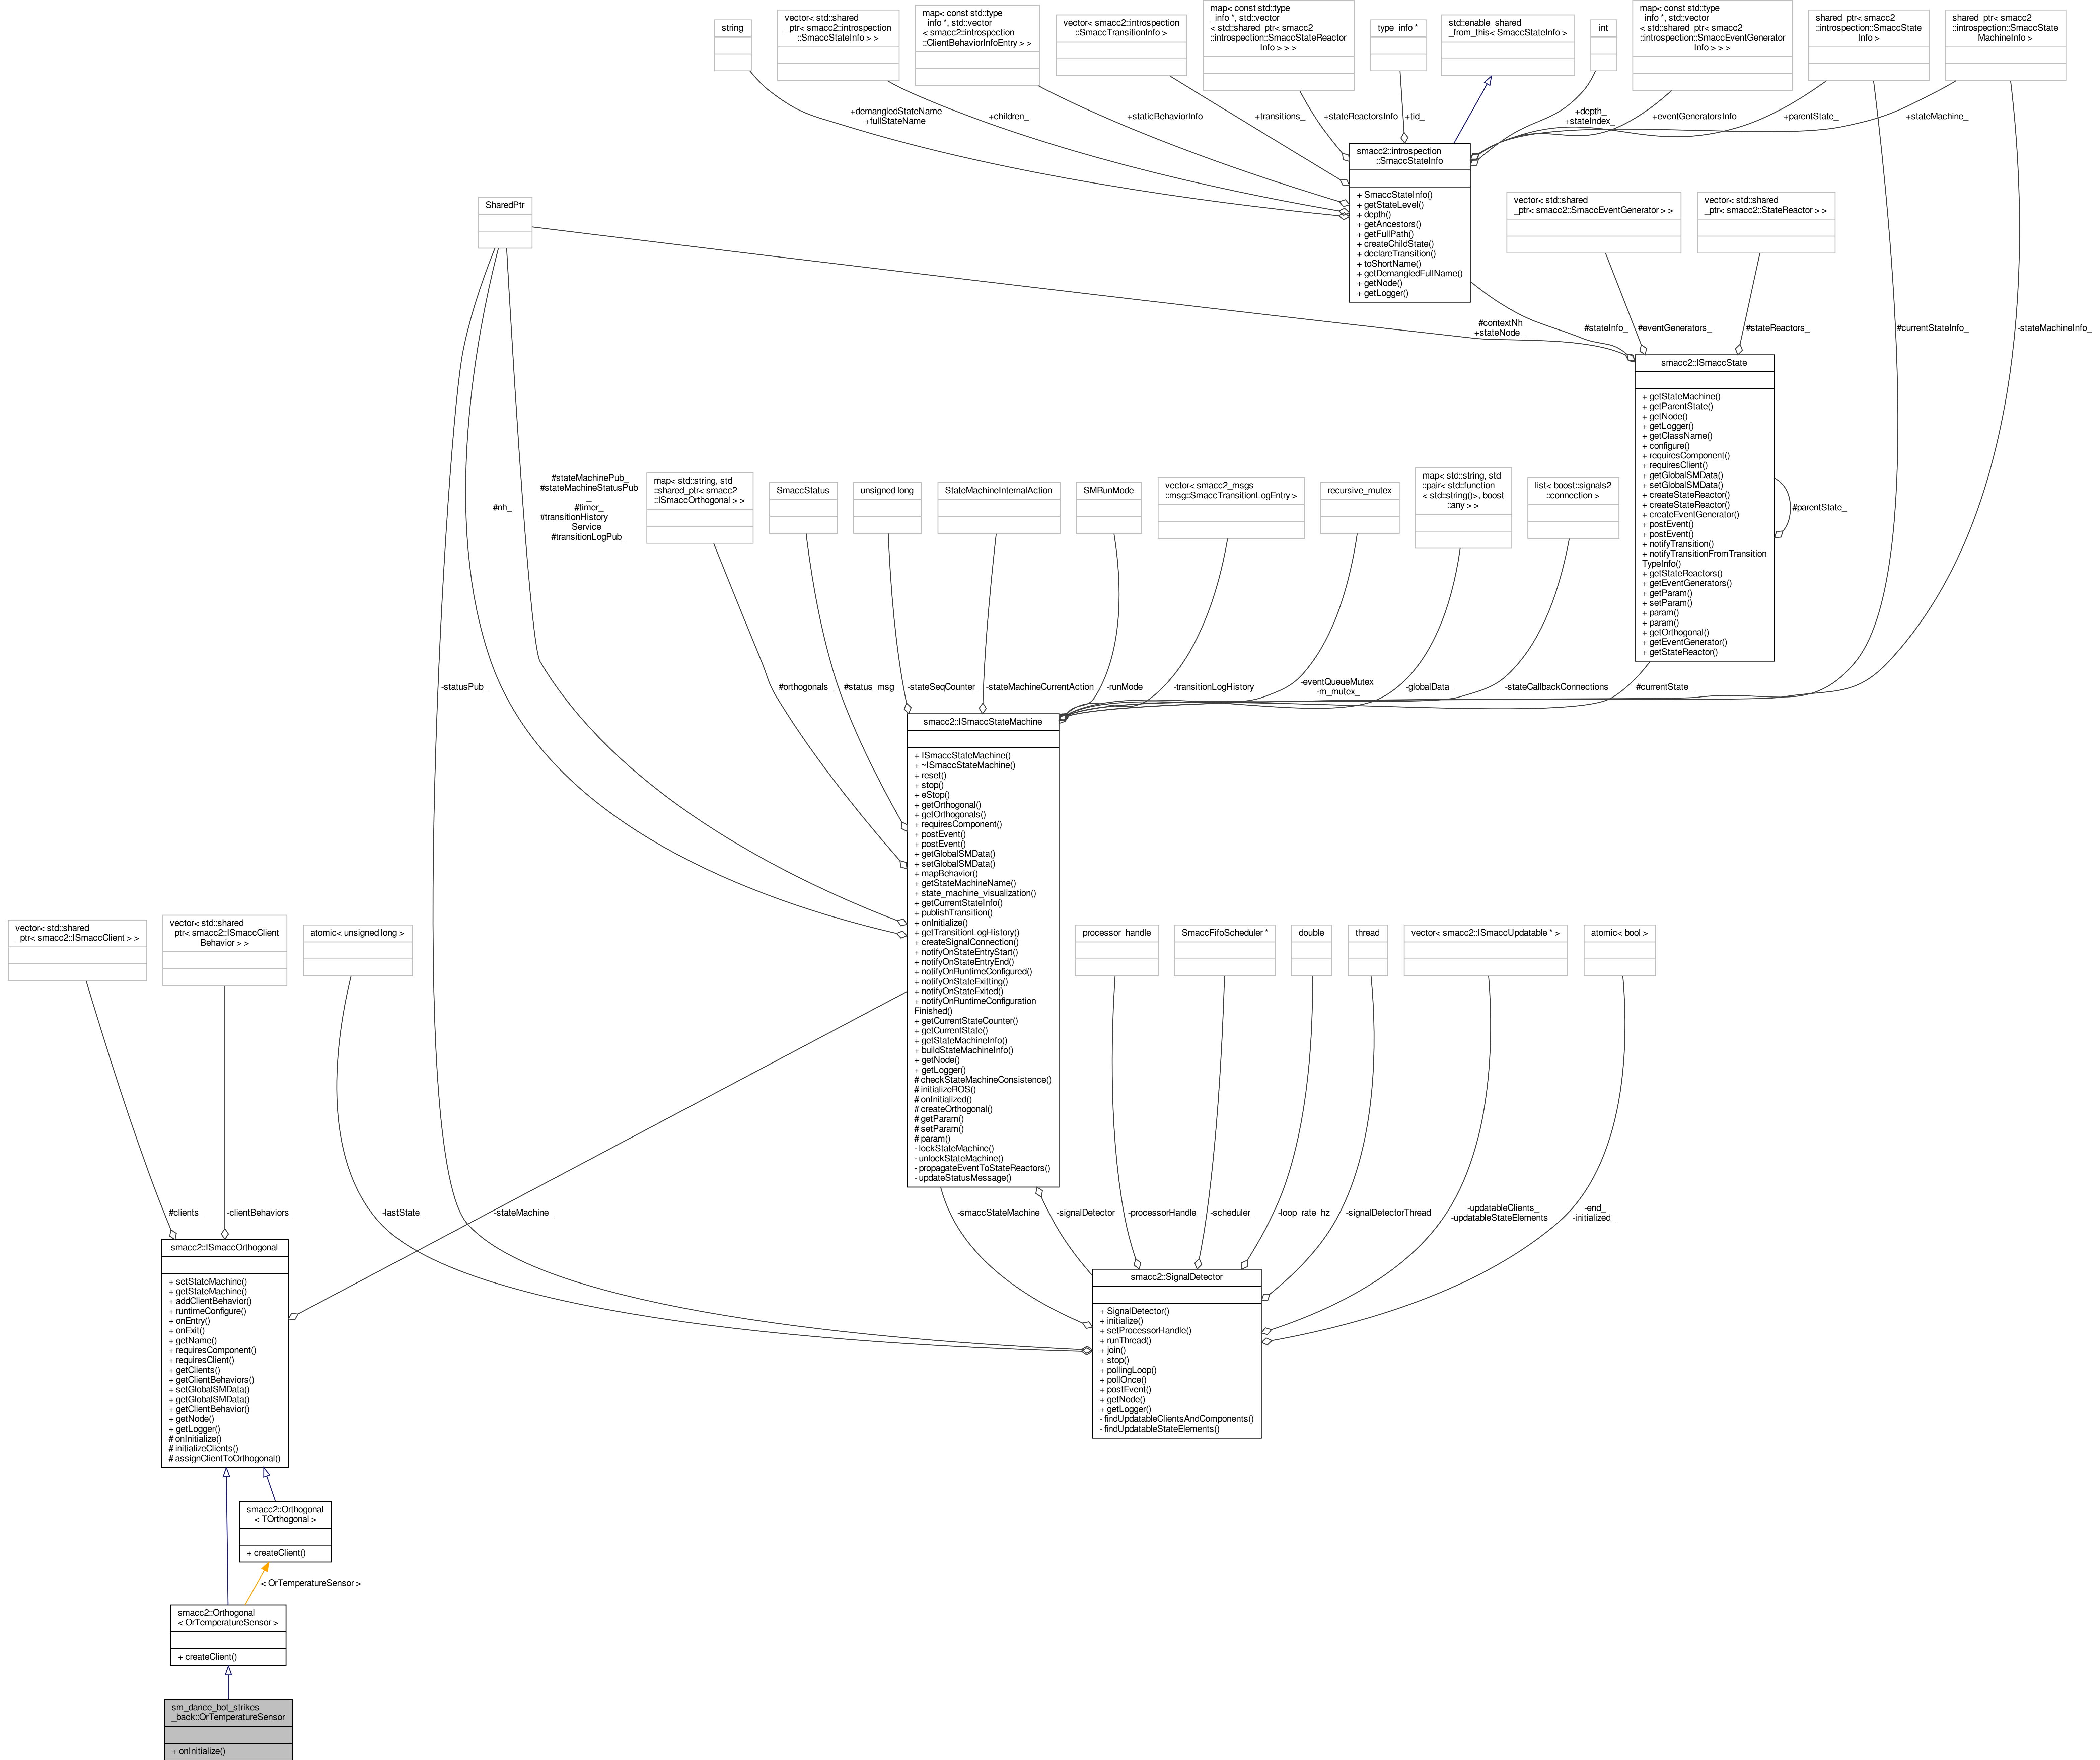 string
vector< std::shared
_ptr< smacc2::introspection
::SmaccStateInfo > >
map< const std::type
_info *, std::vector
< smacc2::introspection
::ClientBehaviorInfoEntry > >
vector< smacc2::introspection
::SmaccTransitionInfo >
map< const std::type
_info *, std::vector
< std::shared_ptr< smacc2
::introspection::SmaccStateReactor
Info > > >
type_info *
std::enable_shared
_from_this< SmaccStateInfo >
int
map< const std::type
_info *, std::vector
< std::shared_ptr< smacc2
::introspection::SmaccEventGenerator
Info > > >
shared_ptr< smacc2
::introspection::SmaccState
Info >
shared_ptr< smacc2
::introspection::SmaccState
MachineInfo >
+demangledStateName
+fullStateName
+children_
+staticBehaviorInfo
+transitions_
+stateReactorsInfo
+tid_
+depth_
+stateIndex_
+eventGeneratorsInfo
+parentState_
+stateMachine_
smacc2::introspection
::SmaccStateInfo
+ SmaccStateInfo()
+ getStateLevel()
+ depth()
+ getAncestors()
+ getFullPath()
+ createChildState()
+ declareTransition()
+ toShortName()
+ getDemangledFullName()
+ getNode()
+ getLogger()
SharedPtr
vector< std::shared
_ptr< smacc2::SmaccEventGenerator > >
vector< std::shared
_ptr< smacc2::StateReactor > >
#contextNh
+stateNode_
#stateInfo_
#eventGenerators_
#stateReactors_
#currentStateInfo_
-stateMachineInfo_
smacc2::ISmaccState
+ getStateMachine()
+ getParentState()
+ getNode()
+ getLogger()
+ getClassName()
+ configure()
+ requiresComponent()
+ requiresClient()
+ getGlobalSMData()
+ setGlobalSMData()
+ createStateReactor()
+ createStateReactor()
+ createEventGenerator()
+ postEvent()
+ postEvent()
+ notifyTransition()
+ notifyTransitionFromTransition
TypeInfo()
+ getStateReactors()
+ getEventGenerators()
+ getParam()
+ setParam()
+ param()
+ param()
+ getOrthogonal()
+ getEventGenerator()
+ getStateReactor()
#parentState_
#nh_
#stateMachinePub_
#stateMachineStatusPub
_
#timer_
#transitionHistory
Service_
#transitionLogPub_
map< std::string, std
::shared_ptr< smacc2
::ISmaccOrthogonal > >
SmaccStatus
unsigned long
StateMachineInternalAction
SMRunMode
vector< smacc2_msgs
::msg::SmaccTransitionLogEntry >
recursive_mutex
map< std::string, std
::pair< std::function
< std::string()>, boost
::any > >
list< boost::signals2
::connection >
-statusPub_
#orthogonals_
#status_msg_
-stateSeqCounter_
-stateMachineCurrentAction
-runMode_
-transitionLogHistory_
-eventQueueMutex_
-m_mutex_
-globalData_
-stateCallbackConnections
#currentState_
smacc2::ISmaccStateMachine
+ ISmaccStateMachine()
+ ~ISmaccStateMachine()
+ reset()
+ stop()
+ eStop()
+ getOrthogonal()
+ getOrthogonals()
+ requiresComponent()
+ postEvent()
+ postEvent()
+ getGlobalSMData()
+ setGlobalSMData()
+ mapBehavior()
+ getStateMachineName()
+ state_machine_visualization()
+ getCurrentStateInfo()
+ publishTransition()
+ onInitialize()
+ getTransitionLogHistory()
+ createSignalConnection()
+ notifyOnStateEntryStart()
+ notifyOnStateEntryEnd()
+ notifyOnRuntimeConfigured()
+ notifyOnStateExitting()
+ notifyOnStateExited()
+ notifyOnRuntimeConfiguration
Finished()
+ getCurrentStateCounter()
+ getCurrentState()
+ getStateMachineInfo()
+ buildStateMachineInfo()
+ getNode()
+ getLogger()
# checkStateMachineConsistence()
# initializeROS()
# onInitialized()
# createOrthogonal()
# getParam()
# setParam()
# param()
- lockStateMachine()
- unlockStateMachine()
- propagateEventToStateReactors()
- updateStatusMessage()
vector< std::shared
_ptr< smacc2::ISmaccClient > >
vector< std::shared
_ptr< smacc2::ISmaccClient
Behavior > >
atomic< unsigned long >
processor_handle
SmaccFifoScheduler *
double
thread
vector< smacc2::ISmaccUpdatable * >
atomic< bool >
#clients_
-clientBehaviors_
-lastState_
-stateMachine_
-smaccStateMachine_
-signalDetector_
-processorHandle_
-scheduler_
-loop_rate_hz
-signalDetectorThread_
-updatableClients_
-updatableStateElements_
-end_
-initialized_
smacc2::ISmaccOrthogonal
+ setStateMachine()
+ getStateMachine()
+ addClientBehavior()
+ runtimeConfigure()
+ onEntry()
+ onExit()
+ getName()
+ requiresComponent()
+ requiresClient()
+ getClients()
+ getClientBehaviors()
+ setGlobalSMData()
+ getGlobalSMData()
+ getClientBehavior()
+ getNode()
+ getLogger()
# onInitialize()
# initializeClients()
# assignClientToOrthogonal()
smacc2::SignalDetector
+ SignalDetector()
+ initialize()
+ setProcessorHandle()
+ runThread()
+ join()
+ stop()
+ pollingLoop()
+ pollOnce()
+ postEvent()
+ getNode()
+ getLogger()
- findUpdatableClientsAndComponents()
- findUpdatableStateElements()
smacc2::Orthogonal
< TOrthogonal >
+ createClient()
< OrTemperatureSensor >
smacc2::Orthogonal
< OrTemperatureSensor >
+ createClient()
sm_dance_bot_strikes
_back::OrTemperatureSensor
+ onInitialize()